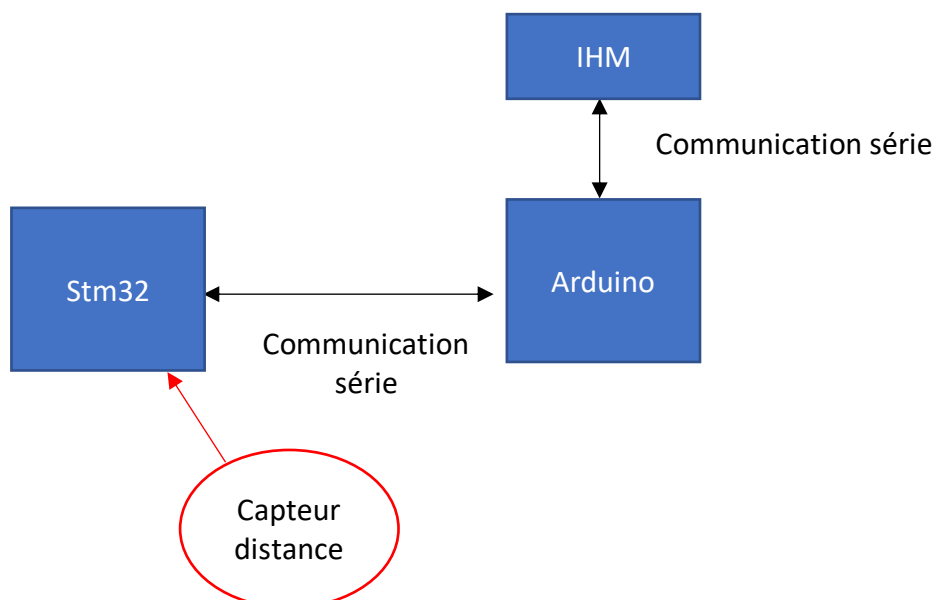 IHM
Communication série
Stm32
Arduino
Communication
série
Capteur
distance